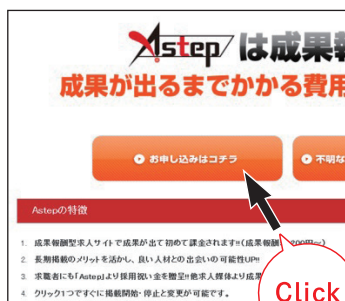 Astep は成果報
成果が出るまでかかる費用
お申し込みはコチラ
不明な
Astepの特徴
1. 成果報酬型求人サイトで成果が出て初めて課金されます!!(成果報酬
2. 長期掲載のメリットを活かし、良い人材との出会いの可能性UP!!
3. 求職者にも「Astep」より採用祝い金を贈呈!!他求人媒体より成果
4. クリック1つですぐに掲載開始・停止と変更が可能です。
Click